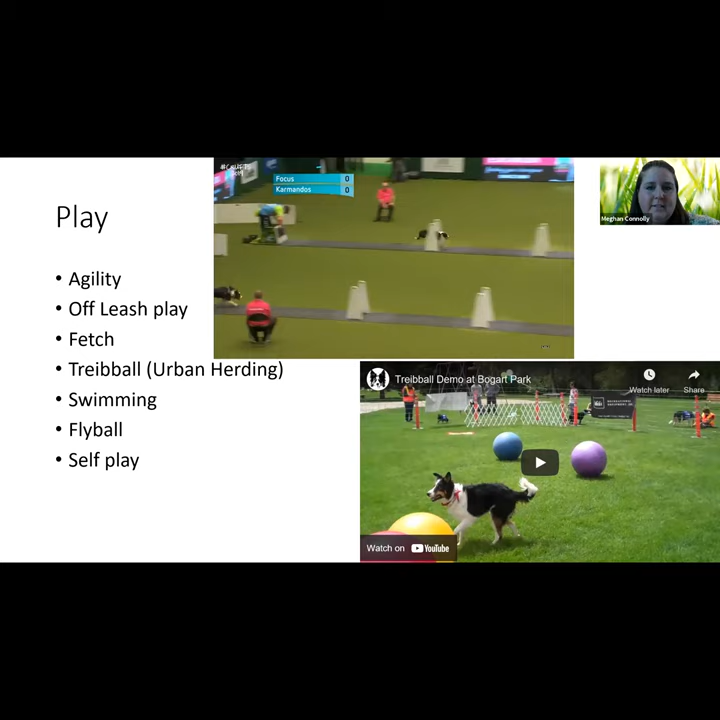 Play
• Agility
• Off Leash play
• Fetch
• Treibball (Urban Herding)
• Swimming
• Flyball
• Self play
Focus 0
Karmandos 0
Meghan Connolly
Treibball Demo at Bogart Park
Watch later
Share
Watch on YouTube